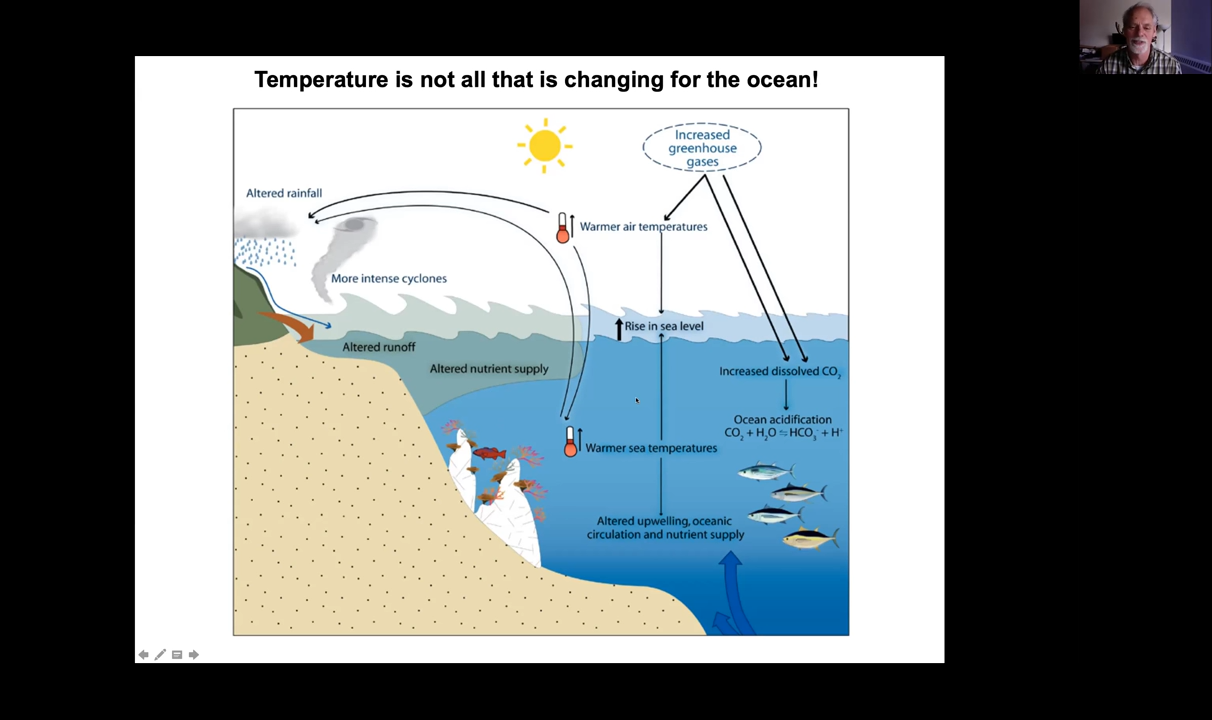 Temperature is not all that is changing for the ocean!
Increased
greenhouse
gases
Altered rainfall
Warmer air temperatures
More intense cyclones
Rise in sea level
Altered runoff
Altered nutrient supply
Increased dissolved CO₂
Ocean acidification
CO₂ + H₂O ⇌ HCO₃⁻ + H⁺
Warmer sea temperatures
Altered upwelling, oceanic
circulation and nutrient supply